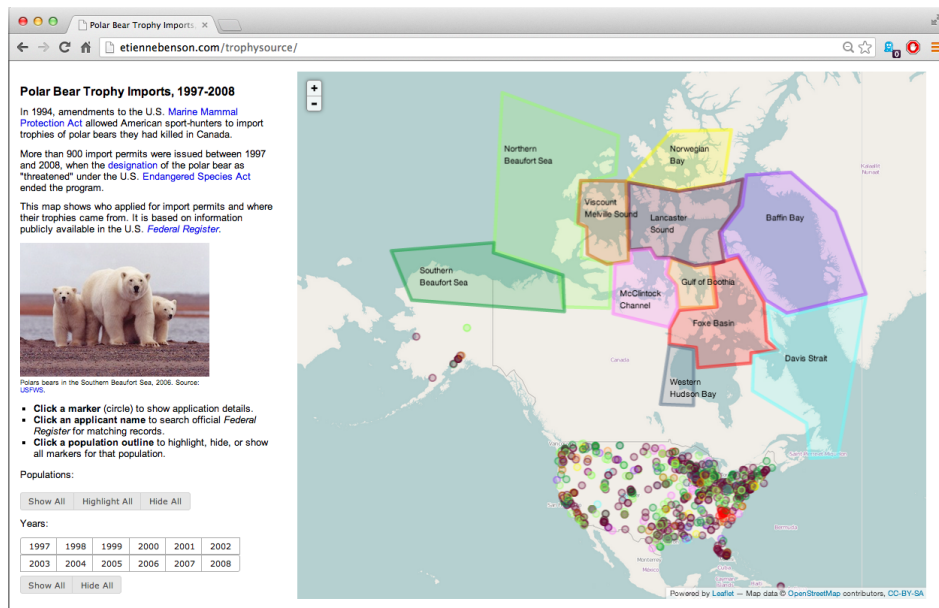 Polar Bear Trophy Imports, ×
etiennebenson.com/trophysource/
0
Polar Bear Trophy Imports, 1997-2008
In 1994, amendments to the U.S. Marine Mammal
Protection Act allowed American sport-hunters to import
trophies of polar bears they had killed in Canada.
More than 900 import permits were issued between 1997
and 2008, when the designation of the polar bear as
"threatened" under the U.S. Endangered Species Act
ended the program.
This map shows who applied for import permits and where
their trophies came from. It is based on information
publicly available in the U.S. Federal Register.
Polars bears in the Southern Beaufort Sea, 2006. Source:
USFWS.
Click a marker (circle) to show application details.
Click an applicant name to search official Federal
Register for matching records.
Click a population outline to highlight, hide, or show
all markers for that population.
Populations:
Show All Highlight All Hide All
Years:
1997 1998 1999 2000 2001 2002
2003 2004 2005 2006 2007 2008
Show All Hide All
+
-
Northern
Beaufort Sea
Norwegian
Bay
Kalaallit
Nunaat
Viscount
Melville Sound
Lancaster
Sound
Baffin Bay
Southern
Beaufort Sea
McClintock
Channel
Gulf of Boothia
Foxe Basin
Davis Strait
Canada
Western
Hudson Bay
Bermuda
Monterrey
México
Powered by Leaflet — Map data © OpenStreetMap contributors, CC-BY-SA